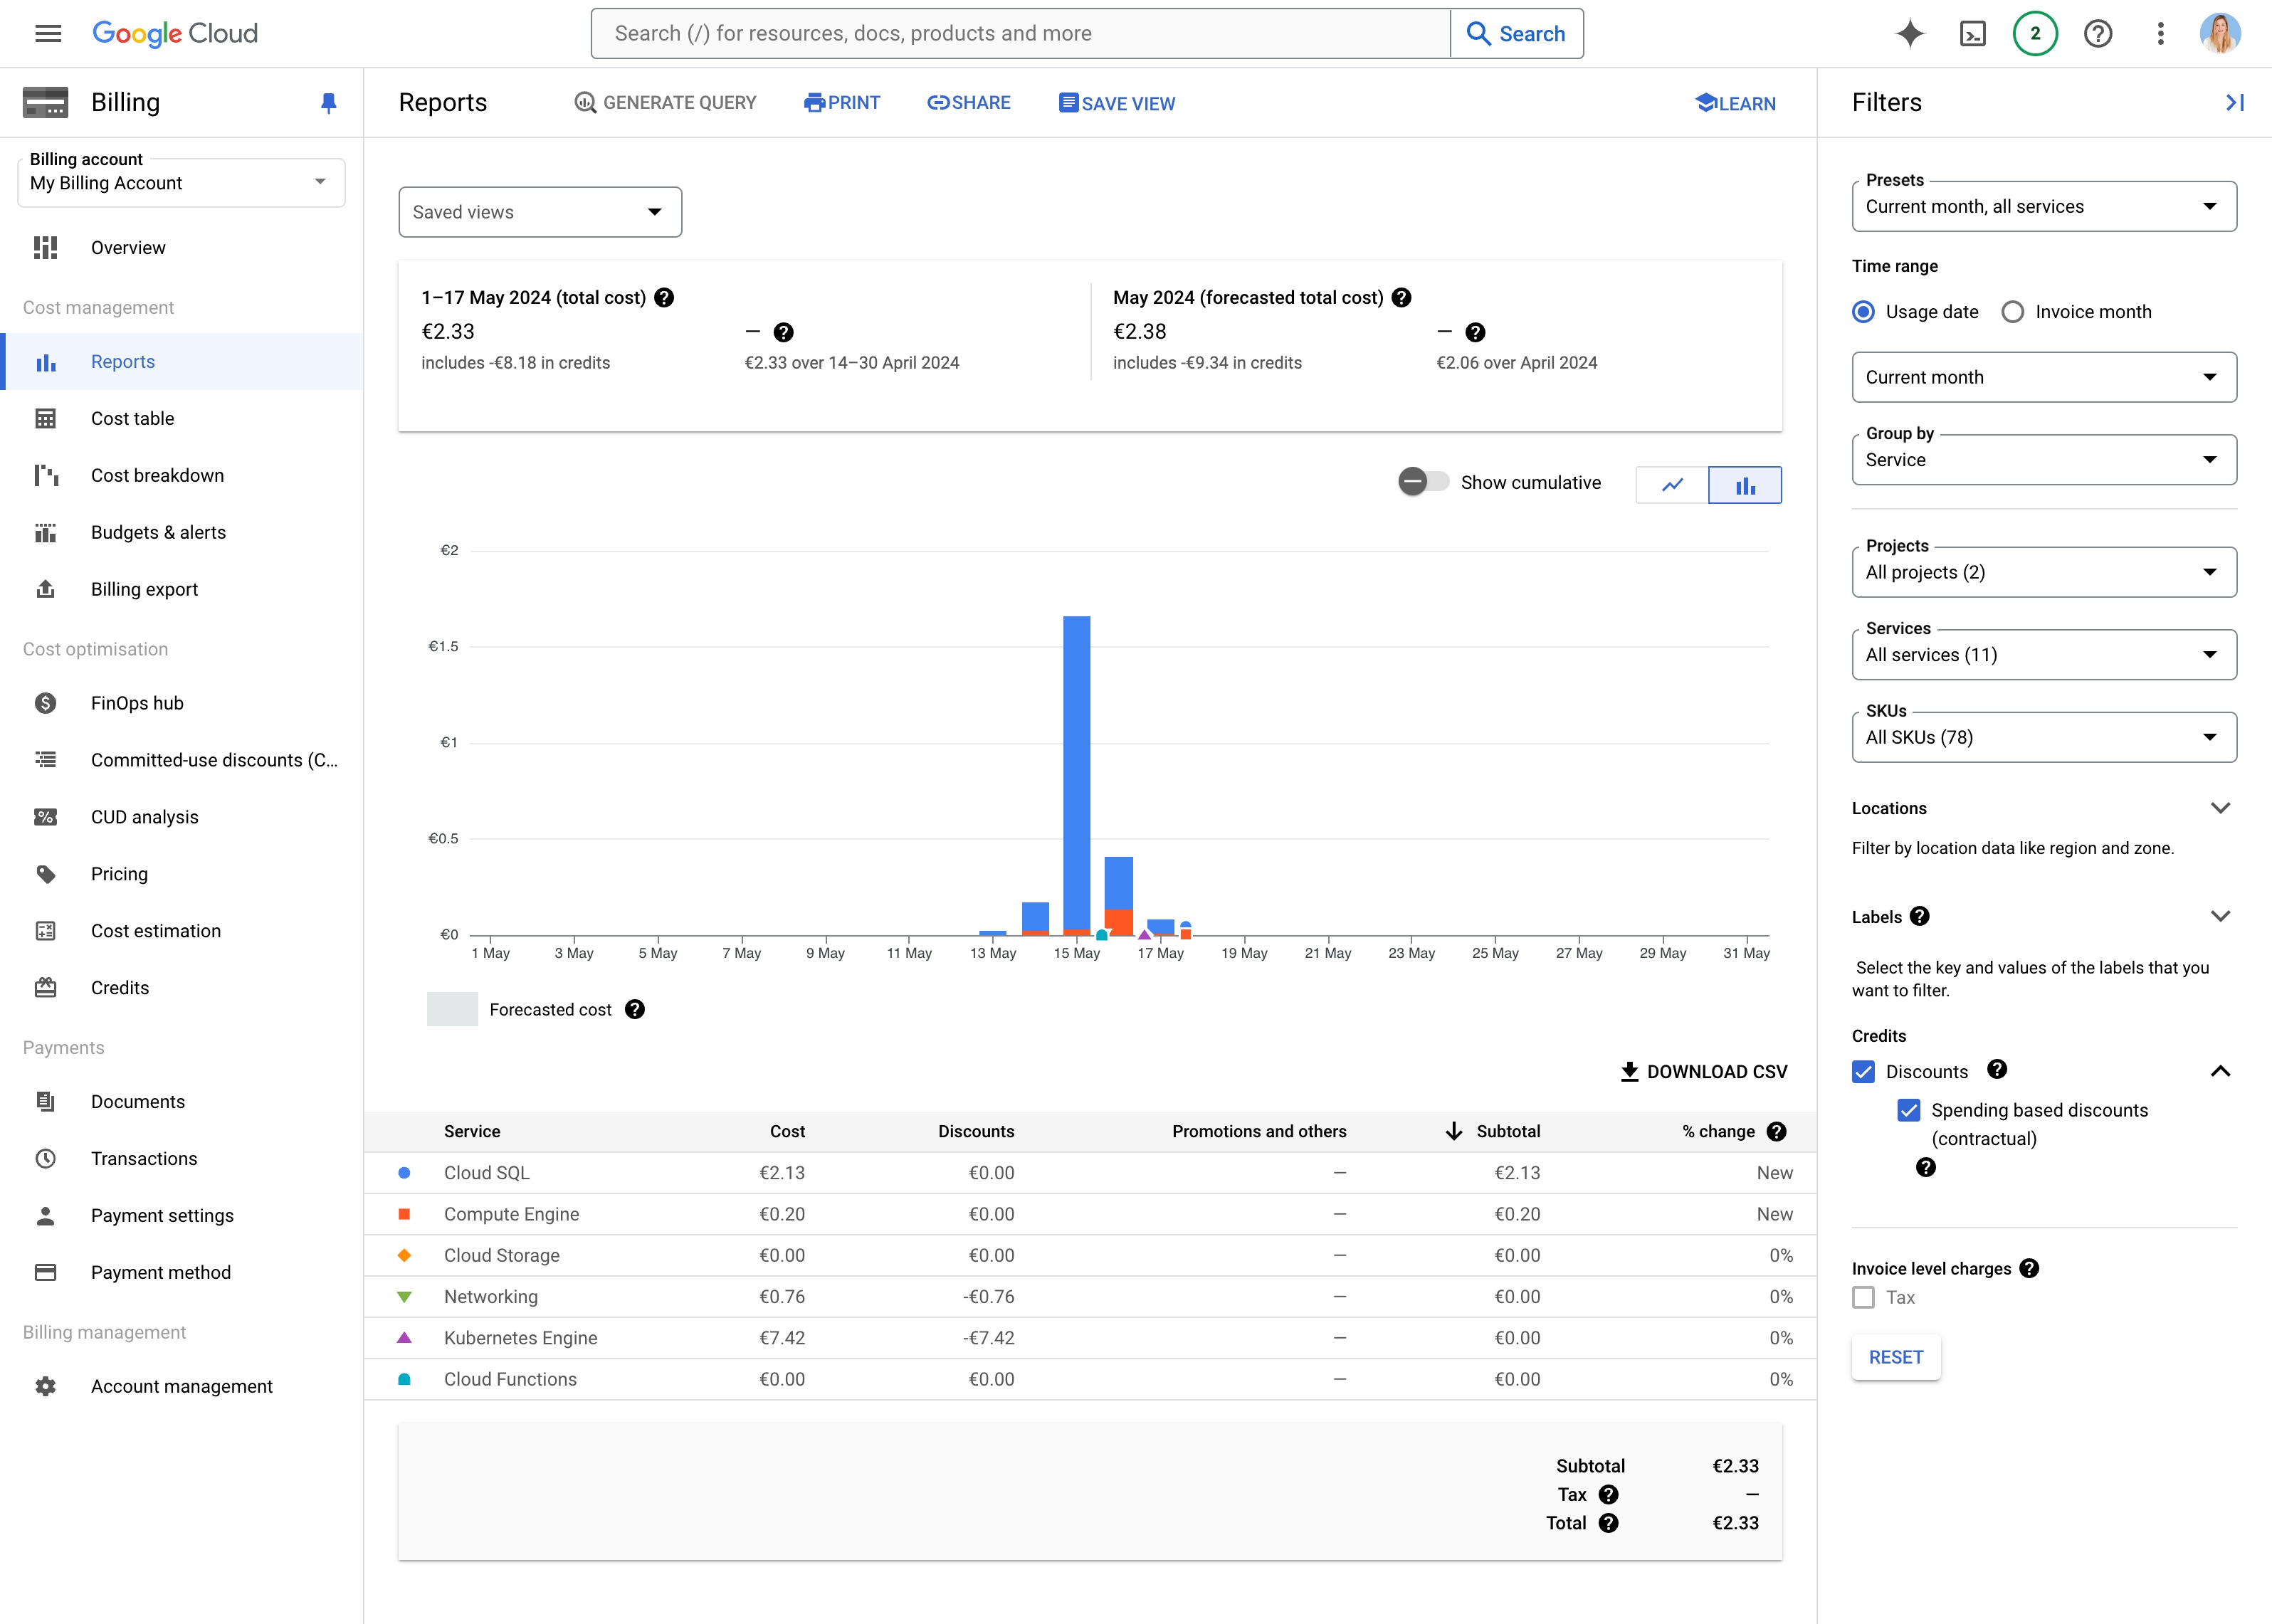 Google Cloud
Search (/) for resources, docs, products and more
Search
2
Billing
Reports
GENERATE QUERY
PRINT
SHARE
SAVE VIEW
LEARN
Filters
Billing account
My Billing Account
Overview
Cost management
Reports
Cost table
Cost breakdown
Budgets & alerts
Billing export
Cost optimisation
FinOps hub
Committed-use discounts (C...
CUD analysis
Pricing
Cost estimation
Credits
Payments
Documents
Transactions
Payment settings
Payment method
Billing management
Account management
Saved views
1–17 May 2024 (total cost)
€2.33
includes -€8.18 in credits
—
€2.33 over 14–30 April 2024
May 2024 (forecasted total cost)
€2.38
includes -€9.34 in credits
—
€2.06 over April 2024
Show cumulative
€2
€1.5
€1
€0.5
€0
1 May 3 May 5 May 7 May 9 May 11 May 13 May 15 May 17 May 19 May 21 May 23 May 25 May 27 May 29 May 31 May
Forecasted cost
DOWNLOAD CSV
Service Cost Discounts Promotions and others Subtotal % change
Cloud SQL €2.13 €0.00 — €2.13 New
Compute Engine €0.20 €0.00 — €0.20 New
Cloud Storage €0.00 €0.00 — €0.00 0%
Networking €0.76 -€0.76 — €0.00 0%
Kubernetes Engine €7.42 -€7.42 — €0.00 0%
Cloud Functions €0.00 €0.00 — €0.00 0%
Subtotal €2.33
Tax —
Total €2.33
Presets
Current month, all services
Time range
Usage date
Invoice month
Current month
Group by
Service
Projects
All projects (2)
Services
All services (11)
SKUs
All SKUs (78)
Locations
Filter by location data like region and zone.
Labels
Select the key and values of the labels that you
want to filter.
Credits
Discounts
Spending based discounts
(contractual)
Invoice level charges
Tax
RESET